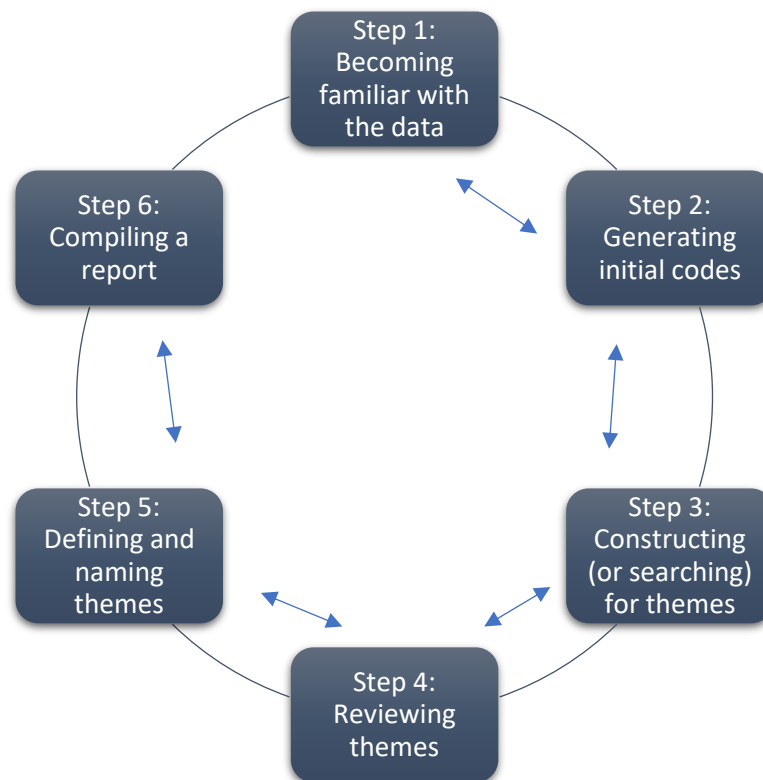 Step 1:
Becoming
familiar with
the data
Step 2:
Generating
initial codes
Step 3:
Constructing
(or searching)
for themes
Step 4:
Reviewing
themes
Step 5:
Defining and
naming
themes
Step 6:
Compiling a
report